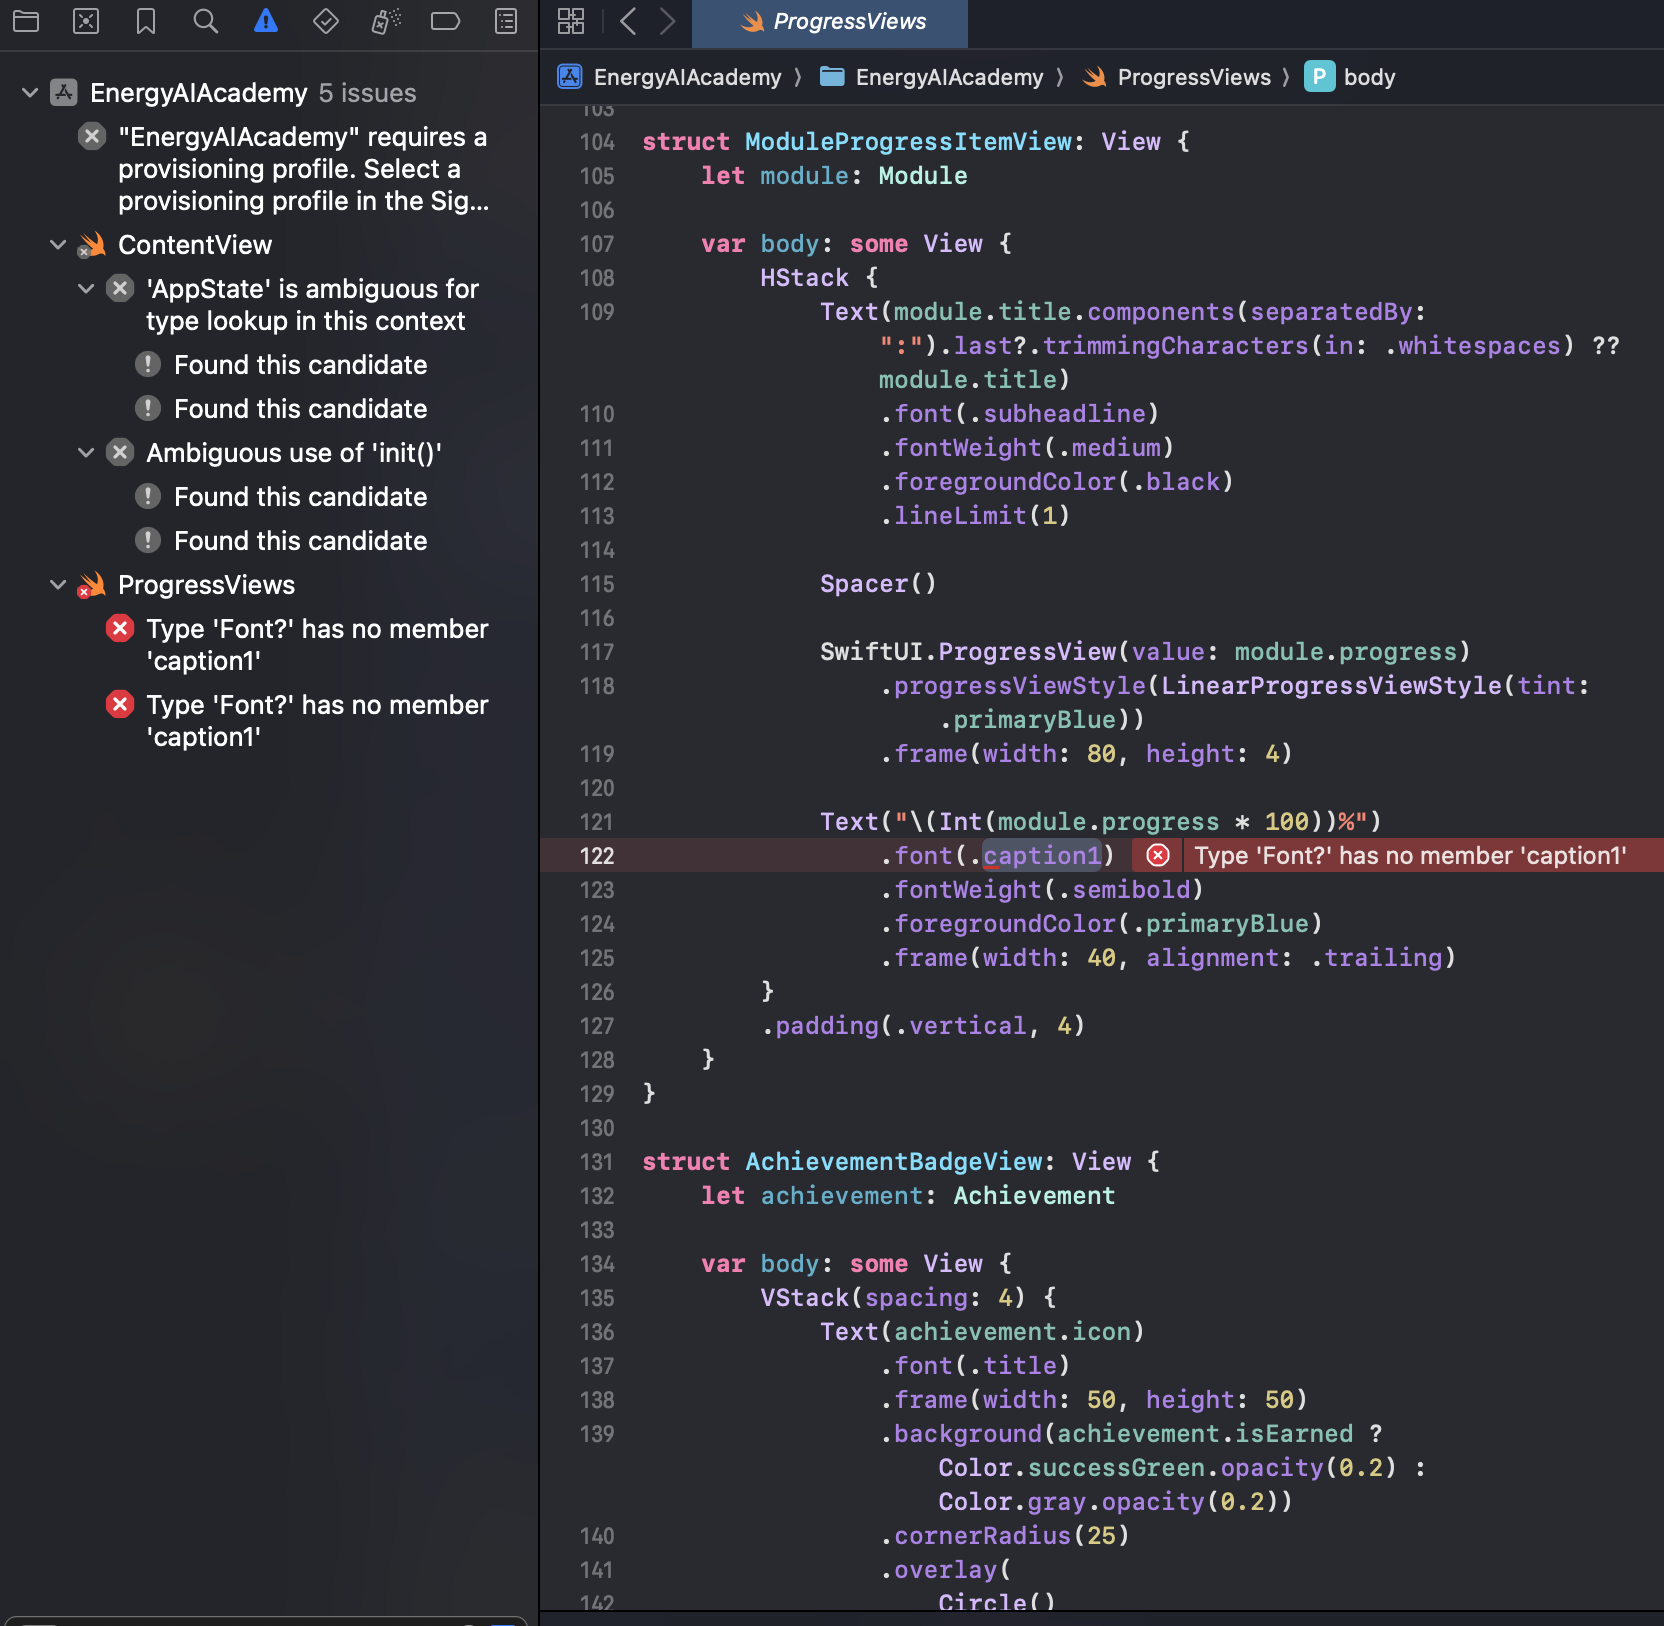 EnergyAIAcademy 5 issues
"EnergyAIAcademy" requires a
provisioning profile. Select a
provisioning profile in the Sig...
ContentView
'AppState' is ambiguous for
type lookup in this context
Found this candidate
Found this candidate
Ambiguous use of 'init()'
Found this candidate
Found this candidate
ProgressViews
Type 'Font?' has no member
'caption1'
Type 'Font?' has no member
'caption1'
ProgressViews
EnergyAIAcademy ⟩ EnergyAIAcademy ⟩ ProgressViews ⟩ P body
103
104 struct ModuleProgressItemView: View {
105     let module: Module
106
107     var body: some View {
108         HStack {
109             Text(module.title.components(separatedBy:
":").last?.trimmingCharacters(in: .whitespaces) ??
module.title)
110                 .font(.subheadline)
111                 .fontWeight(.medium)
112                 .foregroundColor(.black)
113                 .lineLimit(1)
114
115             Spacer()
116
117             SwiftUI.ProgressView(value: module.progress)
118                 .progressViewStyle(LinearProgressViewStyle(tint:
.primaryBlue))
119                 .frame(width: 80, height: 4)
120
121             Text("\(Int(module.progress * 100))%")
122                 .font(.caption1) Type 'Font?' has no member 'caption1'
123                 .fontWeight(.semibold)
124                 .foregroundColor(.primaryBlue)
125                 .frame(width: 40, alignment: .trailing)
126         }
127         .padding(.vertical, 4)
128     }
129 }
130
131 struct AchievementBadgeView: View {
132     let achievement: Achievement
133
134     var body: some View {
135         VStack(spacing: 4) {
136             Text(achievement.icon)
137                 .font(.title)
138                 .frame(width: 50, height: 50)
139                 .background(achievement.isEarned ?
Color.successGreen.opacity(0.2) :
Color.gray.opacity(0.2))
140                 .cornerRadius(25)
141                 .overlay(
142                     Circle()